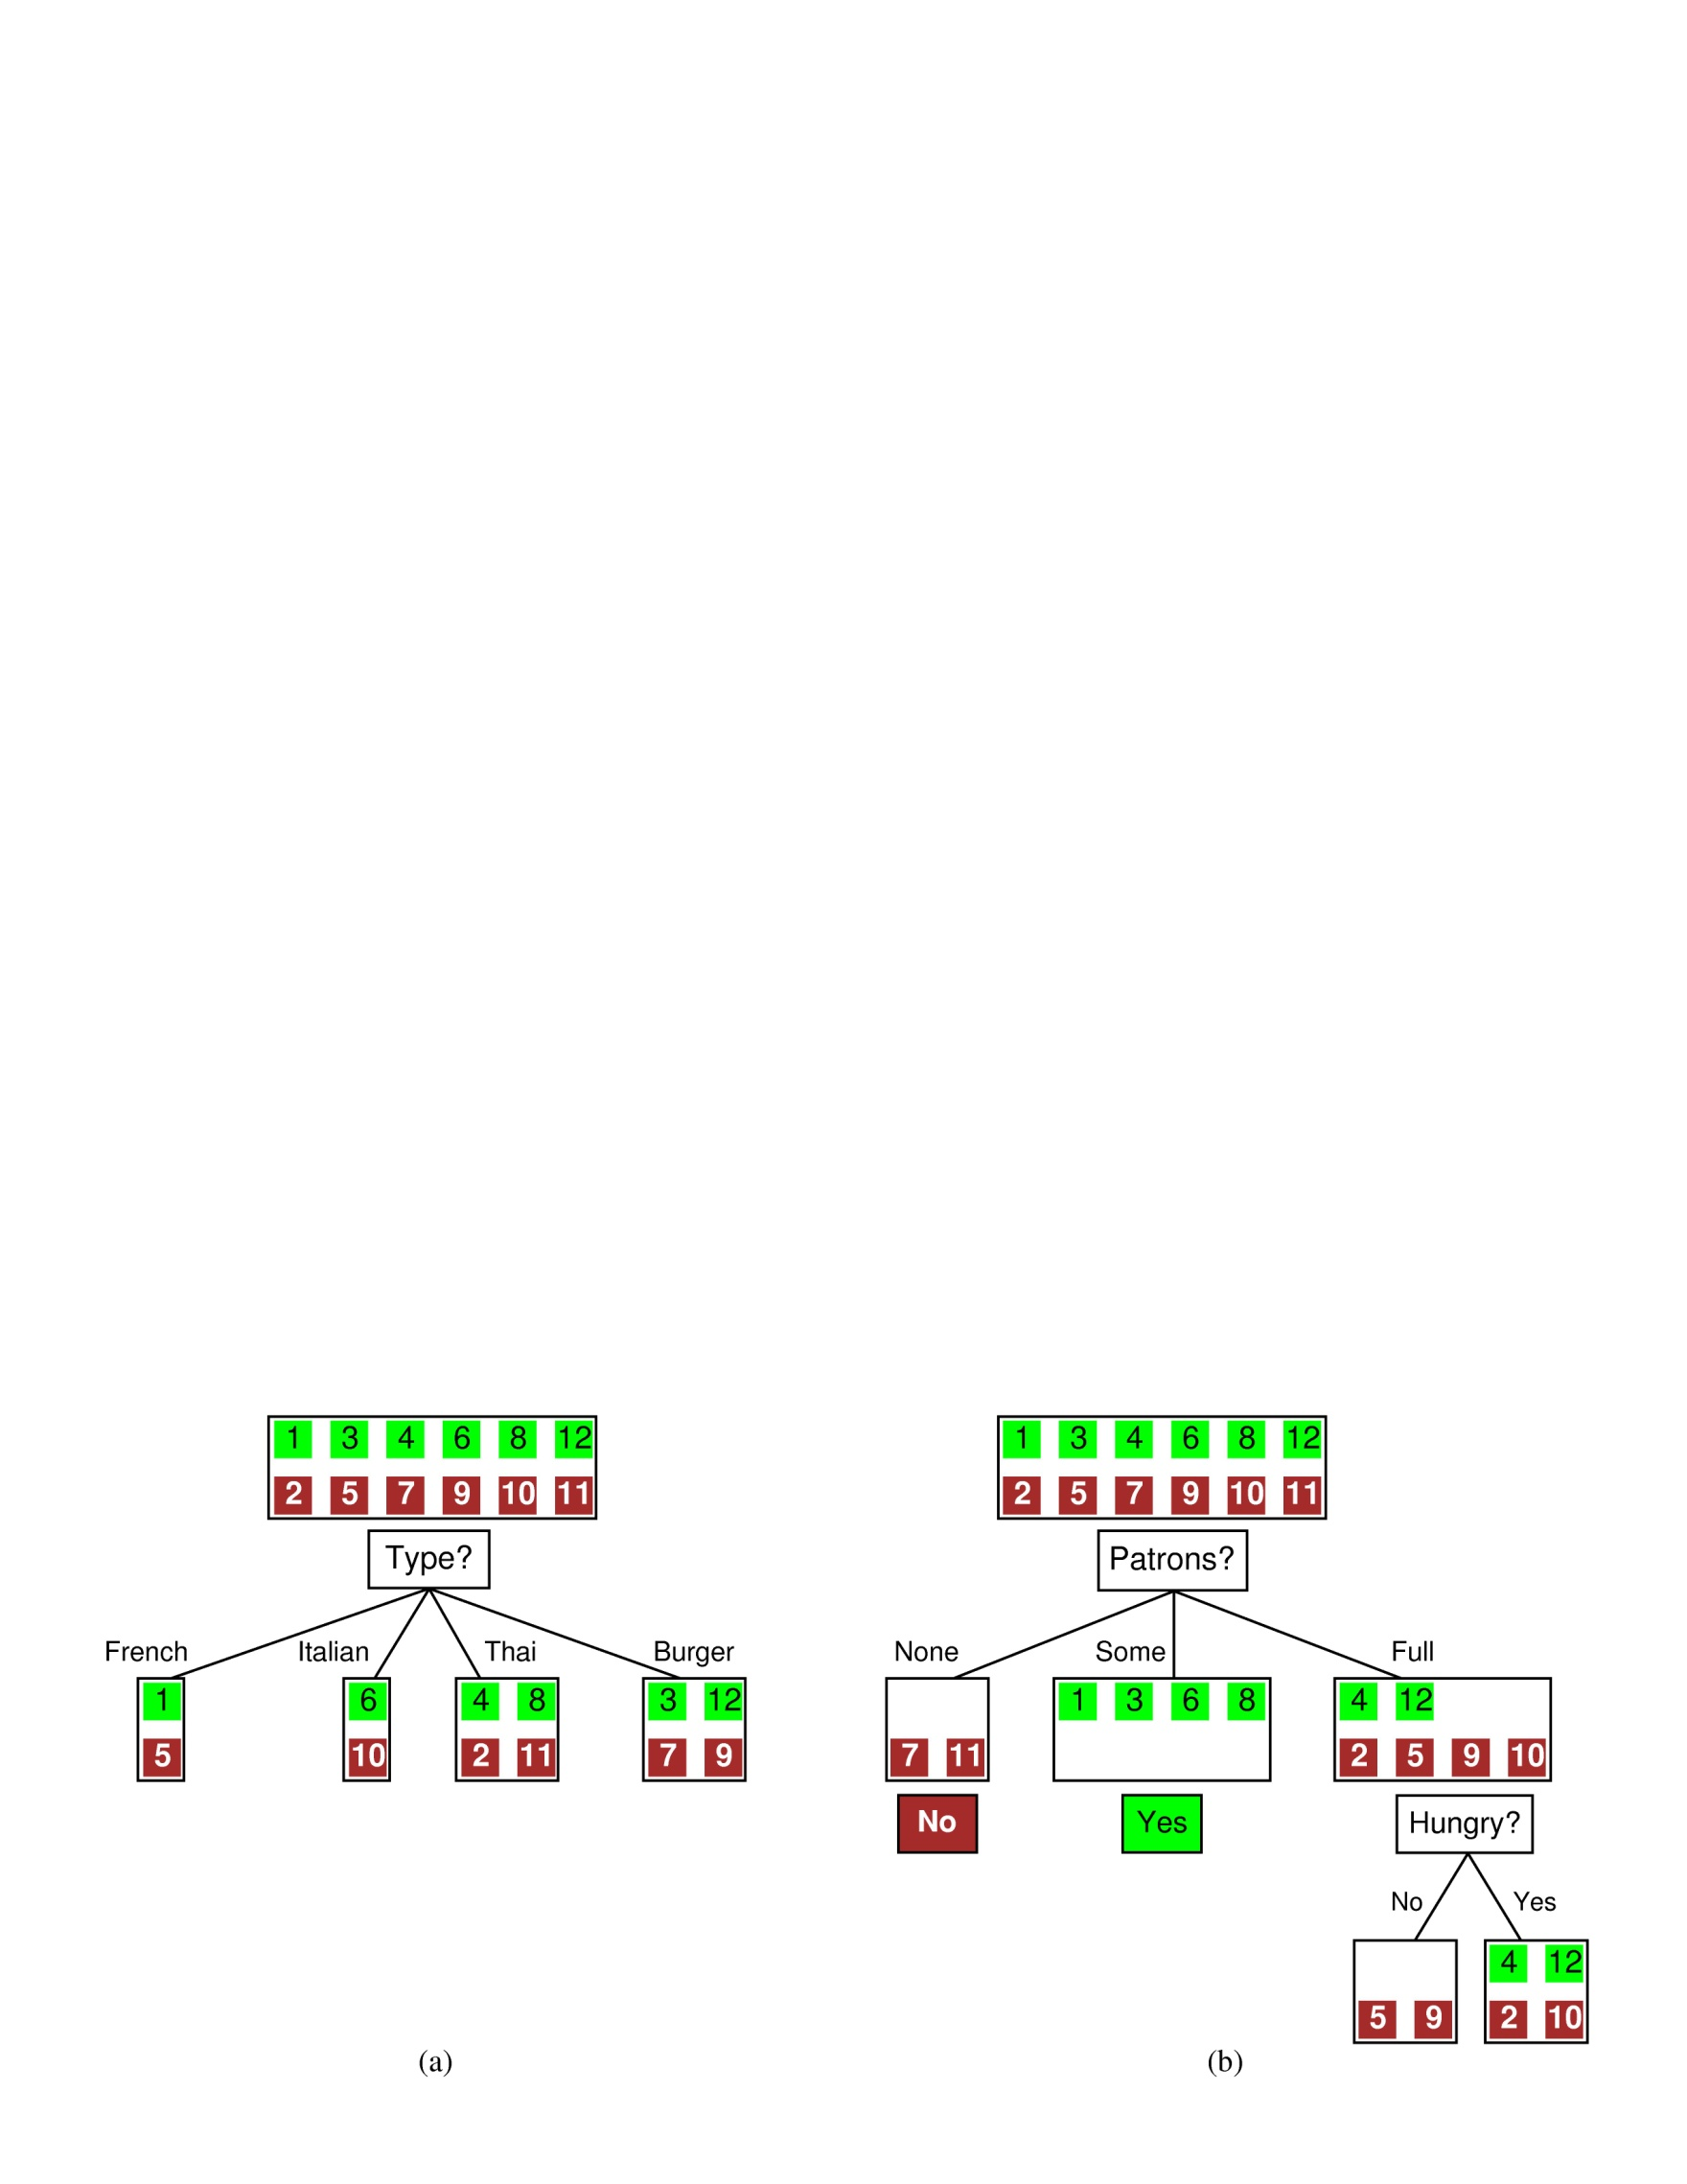 1 3 4 6 8 12
2 5 7 9 10 11
Type?
French Italian Thai Burger
1 6 4 8 3 12
5 10 2 11 7 9
(a)
1 3 4 6 8 12
2 5 7 9 10 11
Patrons?
None Some Full
1 3 6 8 4 12
7 11 2 5 9 10
No Yes Hungry?
No Yes
4 12
5 9 2 10
(b)